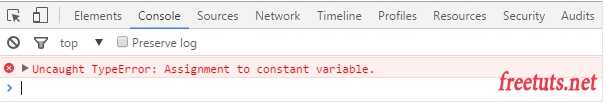 Elements Console Sources Network Timeline Profiles Resources Security Audits
top Preserve log
Uncaught TypeError: Assignment to constant variable.
freetuts.net